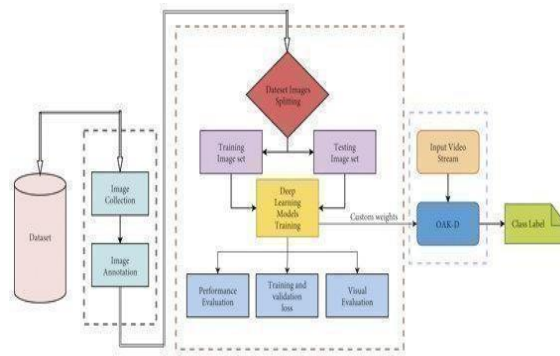 Dataset
Image
Collection
Image
Annotation
Dateset Images
Splitting
Training
Image set
Testing
Image set
Deep
Learning
Models
Training
Performance
Evaluation
Training and
validation
loss
Visual
Evaluation
Custom weights
Input Video
Stream
OAK-D
Class Label